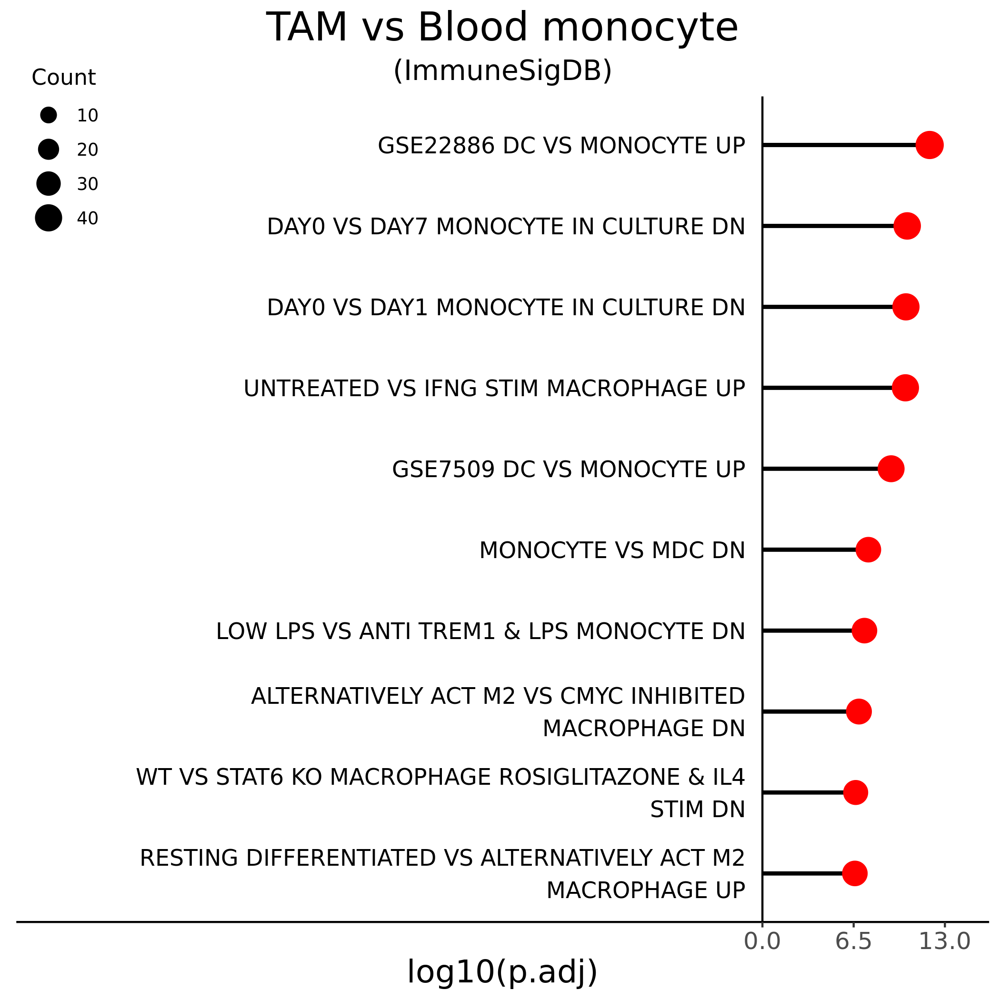 TAM vs Blood monocyte
(ImmuneSigDB)
Count
10
20
30
40
GSE22886 DC VS MONOCYTE UP
DAY0 VS DAY7 MONOCYTE IN CULTURE DN
DAY0 VS DAY1 MONOCYTE IN CULTURE DN
UNTREATED VS IFNG STIM MACROPHAGE UP
GSE7509 DC VS MONOCYTE UP
MONOCYTE VS MDC DN
LOW LPS VS ANTI TREM1 & LPS MONOCYTE DN
ALTERNATIVELY ACT M2 VS CMYC INHIBITED
MACROPHAGE DN
WT VS STAT6 KO MACROPHAGE ROSIGLITAZONE & IL4
STIM DN
RESTING DIFFERENTIATED VS ALTERNATIVELY ACT M2
MACROPHAGE UP
0.0 6.5 13.0
log10(p.adj)